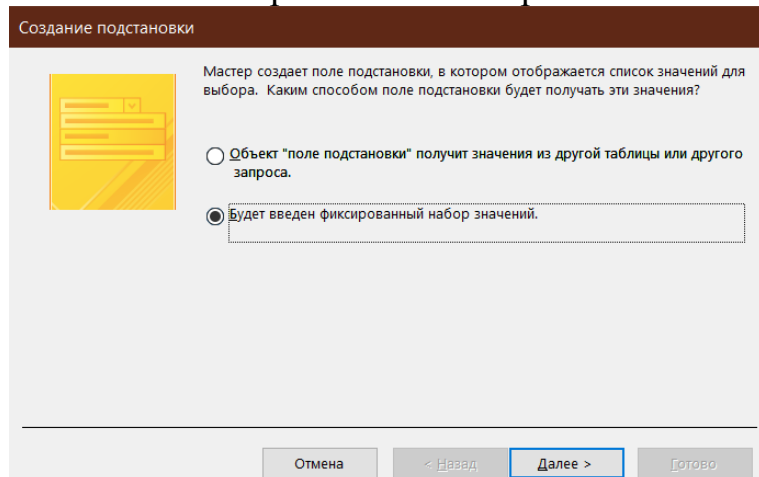 Создание подстановки
Мастер создает поле подстановки, в котором отображается список значений для
выбора. Каким способом поле подстановки будет получать эти значения?
Объект "поле подстановки" получит значения из другой таблицы или другого
запроса.
Будет введен фиксированный набор значений.
Отмена
< Назад
Далее >
Готово